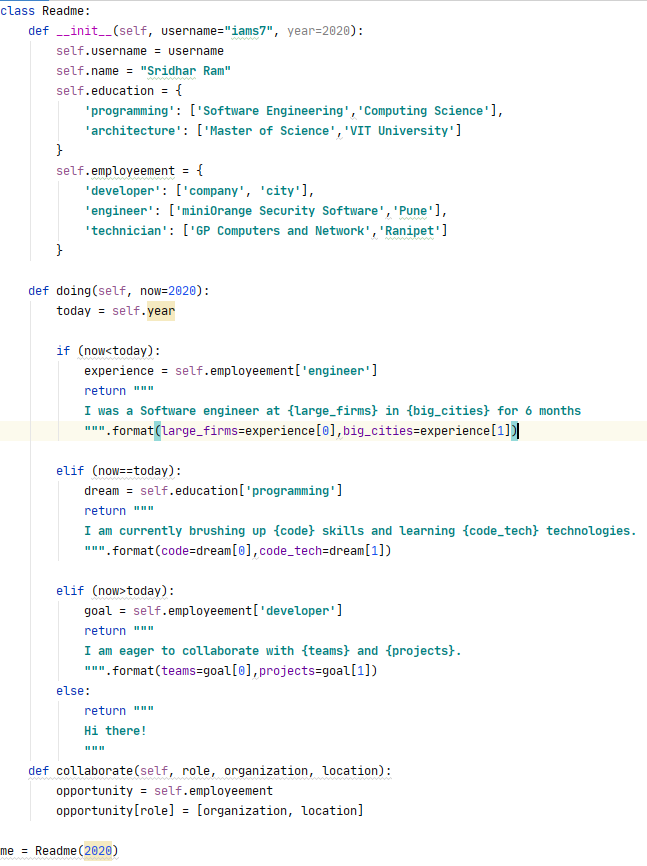 class Readme:
    def __init__(self, username="iams7", year=2020):
        self.username = username
        self.name = "Sridhar Ram"
        self.education = {
            'programming': ['Software Engineering','Computing Science'],
            'architecture': ['Master of Science','VIT University']
        }
        self.employeement = {
            'developer': ['company', 'city'],
            'engineer': ['miniOrange Security Software','Pune'],
            'technician': ['GP Computers and Network','Ranipet']
        }
    def doing(self, now=2020):
        today = self.year
        if (now<today):
            experience = self.employeement['engineer']
            return """
            I was a Software engineer at {large_firms} in {big_cities} for 6 months
            """.format(large_firms=experience[0],big_cities=experience[1])
        elif (now==today):
            dream = self.education['programming']
            return """
            I am currently brushing up {code} skills and learning {code_tech} technologies.
            """.format(code=dream[0],code_tech=dream[1])
        elif (now>today):
            goal = self.employeement['developer']
            return """
            I am eager to collaborate with {teams} and {projects}.
            """.format(teams=goal[0],projects=goal[1])
        else:
            return """
            Hi there!
            """
    def collaborate(self, role, organization, location):
        opportunity = self.employeement
        opportunity[role] = [organization, location]
me = Readme(2020)